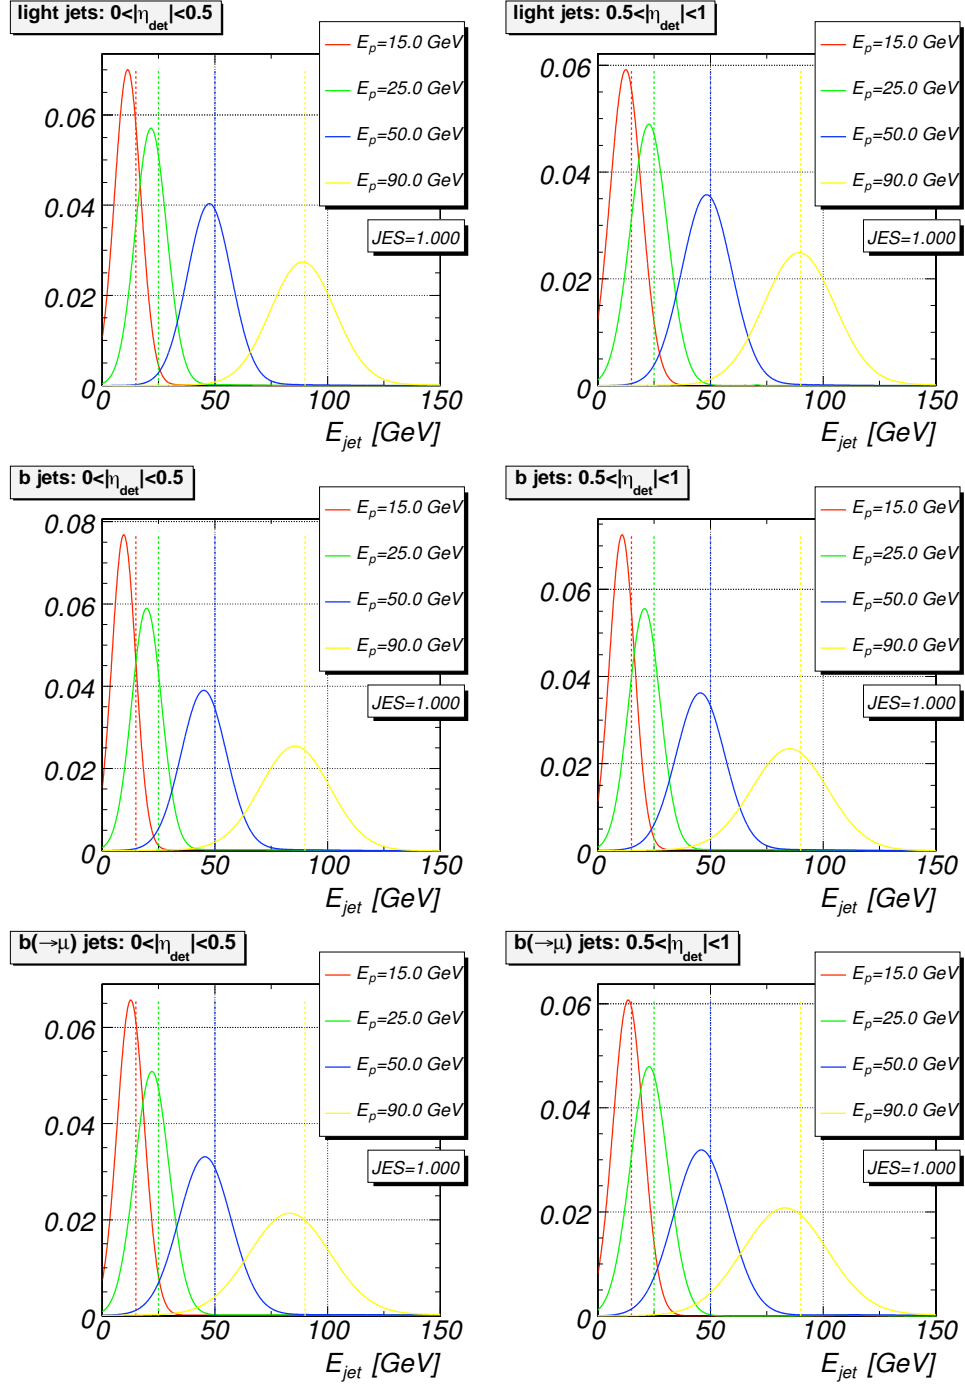 light jets: 0<|η_det|<0.5
E_p=15.0 GeV
E_p=25.0 GeV
E_p=50.0 GeV
E_p=90.0 GeV
JES=1.000
0.06
0.04
0.02
0
0 50 100 150
E_jet [GeV]
light jets: 0.5<|η_det|<1
E_p=15.0 GeV
E_p=25.0 GeV
E_p=50.0 GeV
E_p=90.0 GeV
JES=1.000
0.06
0.04
0.02
0
0 50 100 150
E_jet [GeV]
b jets: 0<|η_det|<0.5
E_p=15.0 GeV
E_p=25.0 GeV
E_p=50.0 GeV
E_p=90.0 GeV
JES=1.000
0.08
0.06
0.04
0.02
0
0 50 100 150
E_jet [GeV]
b jets: 0.5<|η_det|<1
E_p=15.0 GeV
E_p=25.0 GeV
E_p=50.0 GeV
E_p=90.0 GeV
JES=1.000
0.06
0.04
0.02
0
0 50 100 150
E_jet [GeV]
b(→μ) jets: 0<|η_det|<0.5
E_p=15.0 GeV
E_p=25.0 GeV
E_p=50.0 GeV
E_p=90.0 GeV
JES=1.000
0.06
0.04
0.02
0
0 50 100 150
E_jet [GeV]
b(→μ) jets: 0.5<|η_det|<1
E_p=15.0 GeV
E_p=25.0 GeV
E_p=50.0 GeV
E_p=90.0 GeV
JES=1.000
0.06
0.04
0.02
0
0 50 100 150
E_jet [GeV]